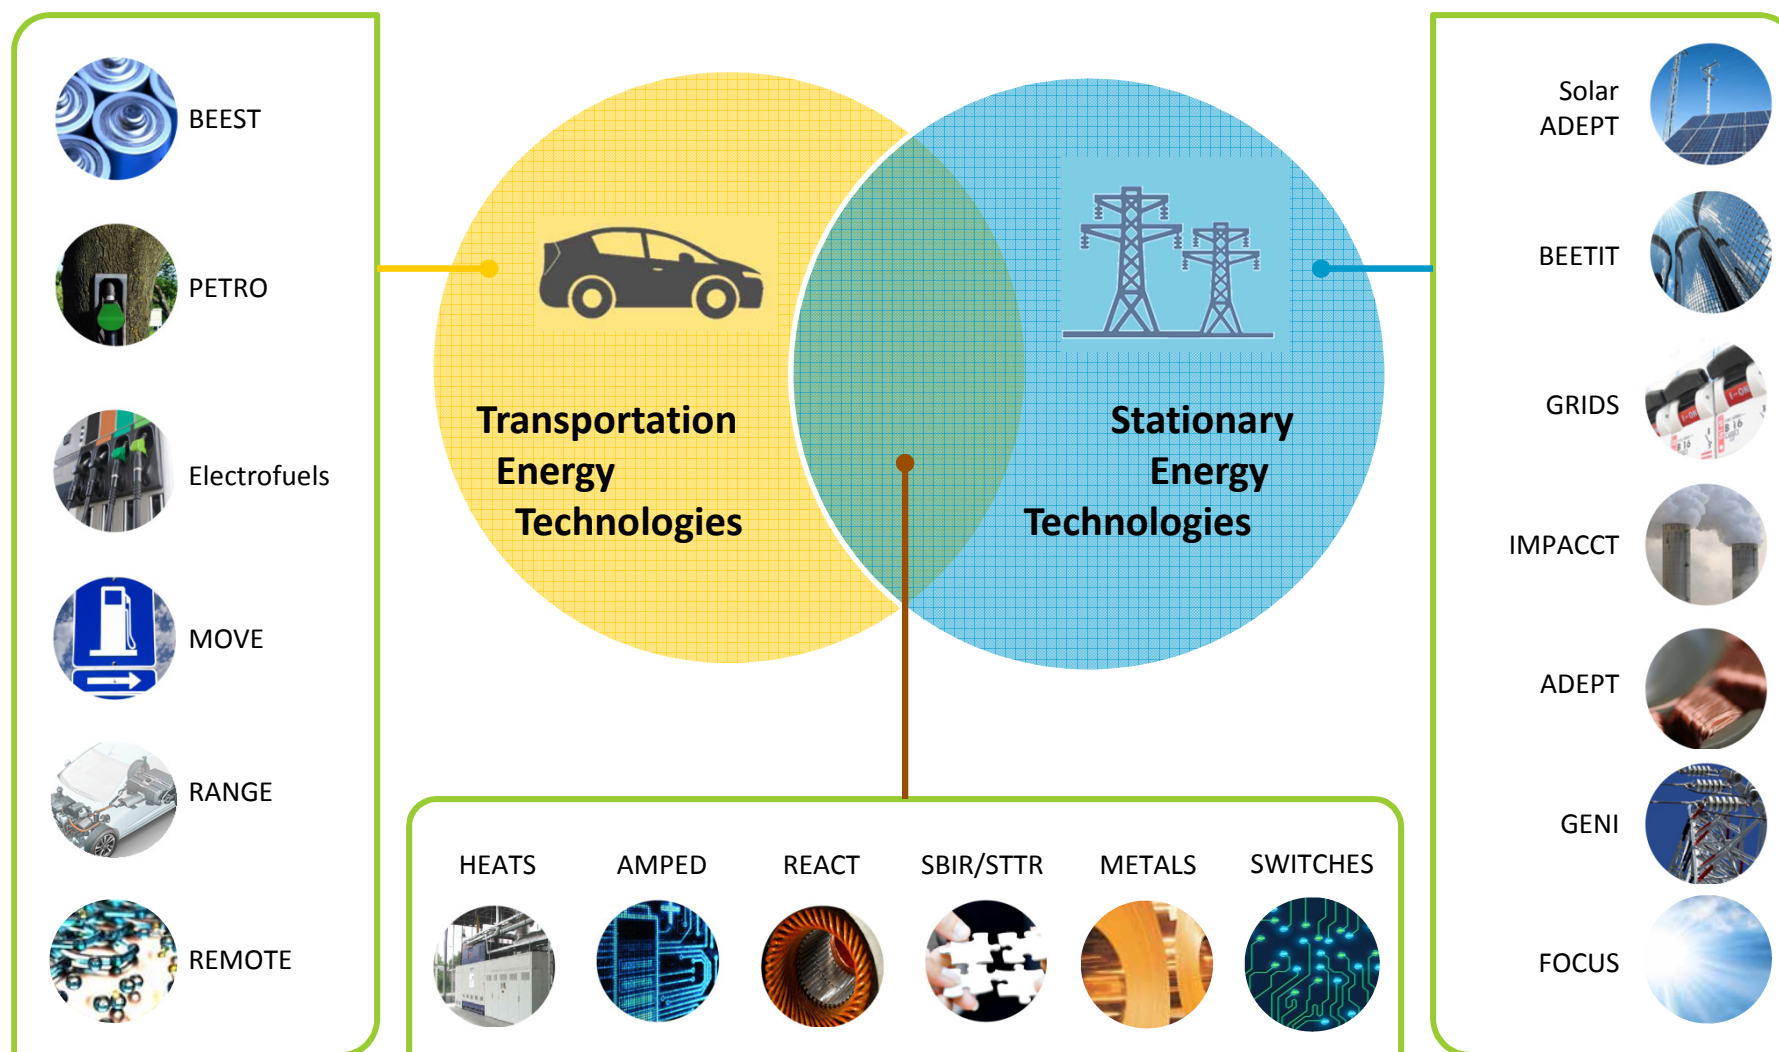 BEEST
PETRO
Electrofuels
MOVE
RANGE
REMOTE
Transportation
Energy
Technologies
Stationary
Energy
Technologies
HEATS
AMPED
REACT
SBIR/STTR
METALS
SWITCHES
Solar
ADEPT
BEETIT
GRIDS
IMPACCT
ADEPT
GENI
FOCUS